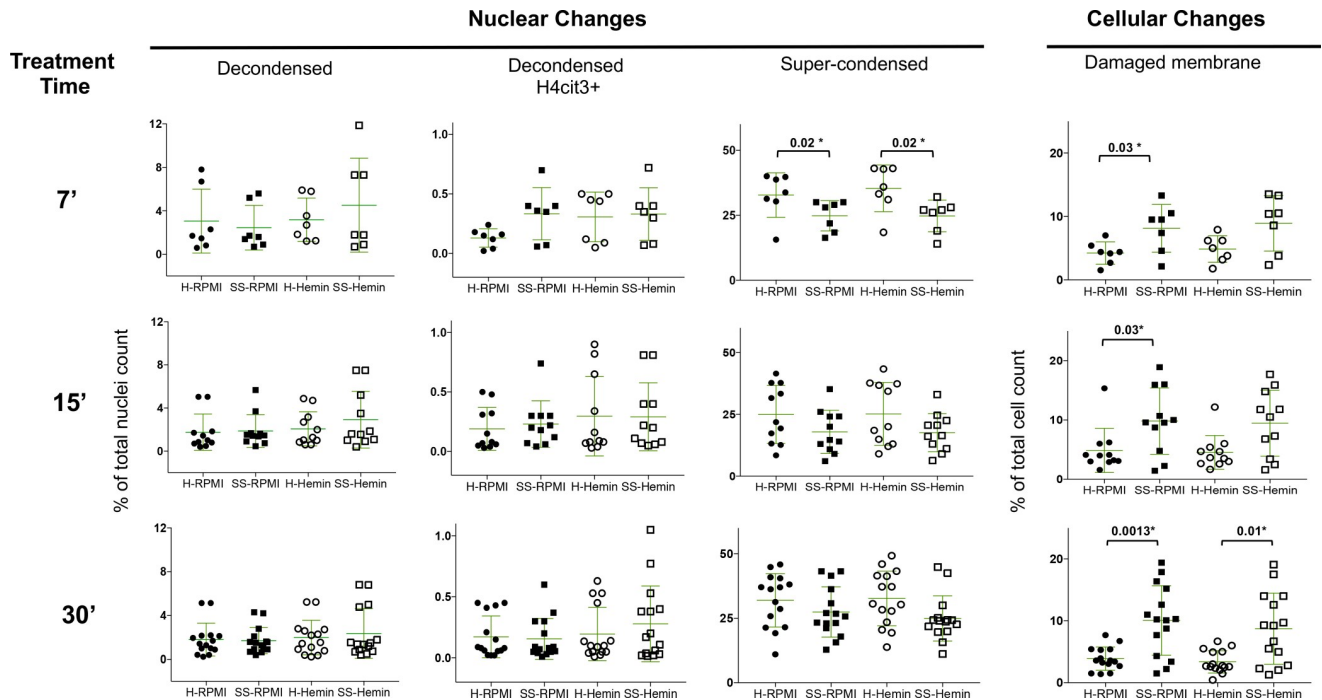 Nuclear Changes
Cellular Changes
Treatment
Time
Decondensed
Decondensed
H4cit3+
Super-condensed
Damaged membrane
7'
12
8
4
0
H-RPMI SS-RPMI H-Hemin SS-Hemin
1.0
0.5
0.0
H-RPMI SS-RPMI H-Hemin SS-Hemin
50
25
0
0.02 * 0.02 *
H-RPMI SS-RPMI H-Hemin SS-Hemin
20
10
0
0.03 *
H-RPMI SS-RPMI H-Hemin SS-Hemin
% of total nuclei count
% of total cell count
15'
12
8
4
0
H-RPMI SS-RPMI H-Hemin SS-Hemin
1.0
0.5
0.0
H-RPMI SS-RPMI H-Hemin SS-Hemin
50
25
0
H-RPMI SS-RPMI H-Hemin SS-Hemin
20
10
0
0.03*
H-RPMI SS-RPMI H-Hemin SS-Hemin
30'
12
8
4
0
H-RPMI SS-RPMI H-Hemin SS-Hemin
1.0
0.5
0.0
H-RPMI SS-RPMI H-Hemin SS-Hemin
50
25
0
H-RPMI SS-RPMI H-Hemin SS-Hemin
20
10
0
0.0013* 0.01*
H-RPMI SS-RPMI H-Hemin SS-Hemin